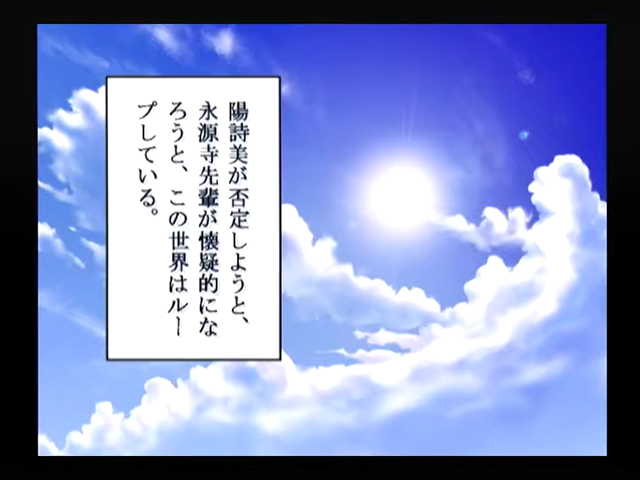 陽詩美が否定しようと、
永源寺先輩が懐疑的にな
ろうと、この世界はルー
プしている。